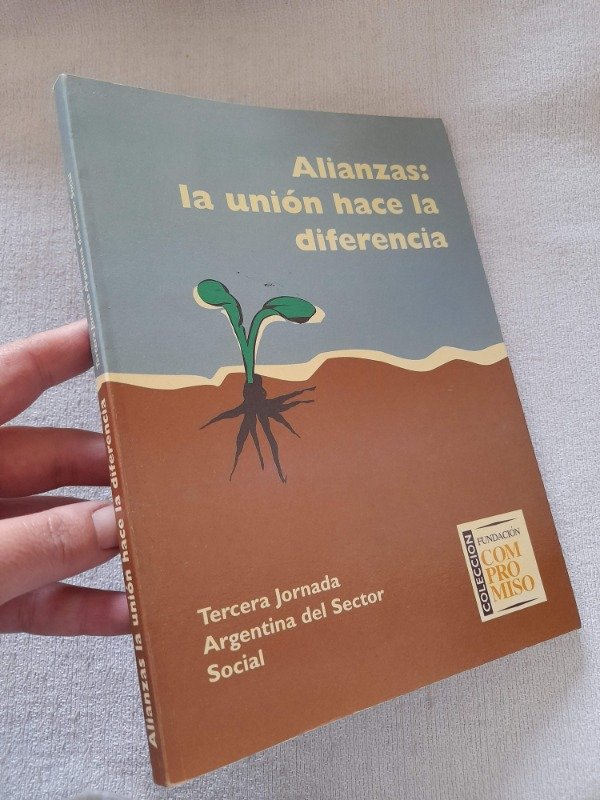 Alianzas:
la unión hace la
diferencia
Tercera Jornada
Argentina del Sector
Social
COLECCION
FUNDACIÓN
COM
PRO
MISO
Alianzas la unión hace la diferencia